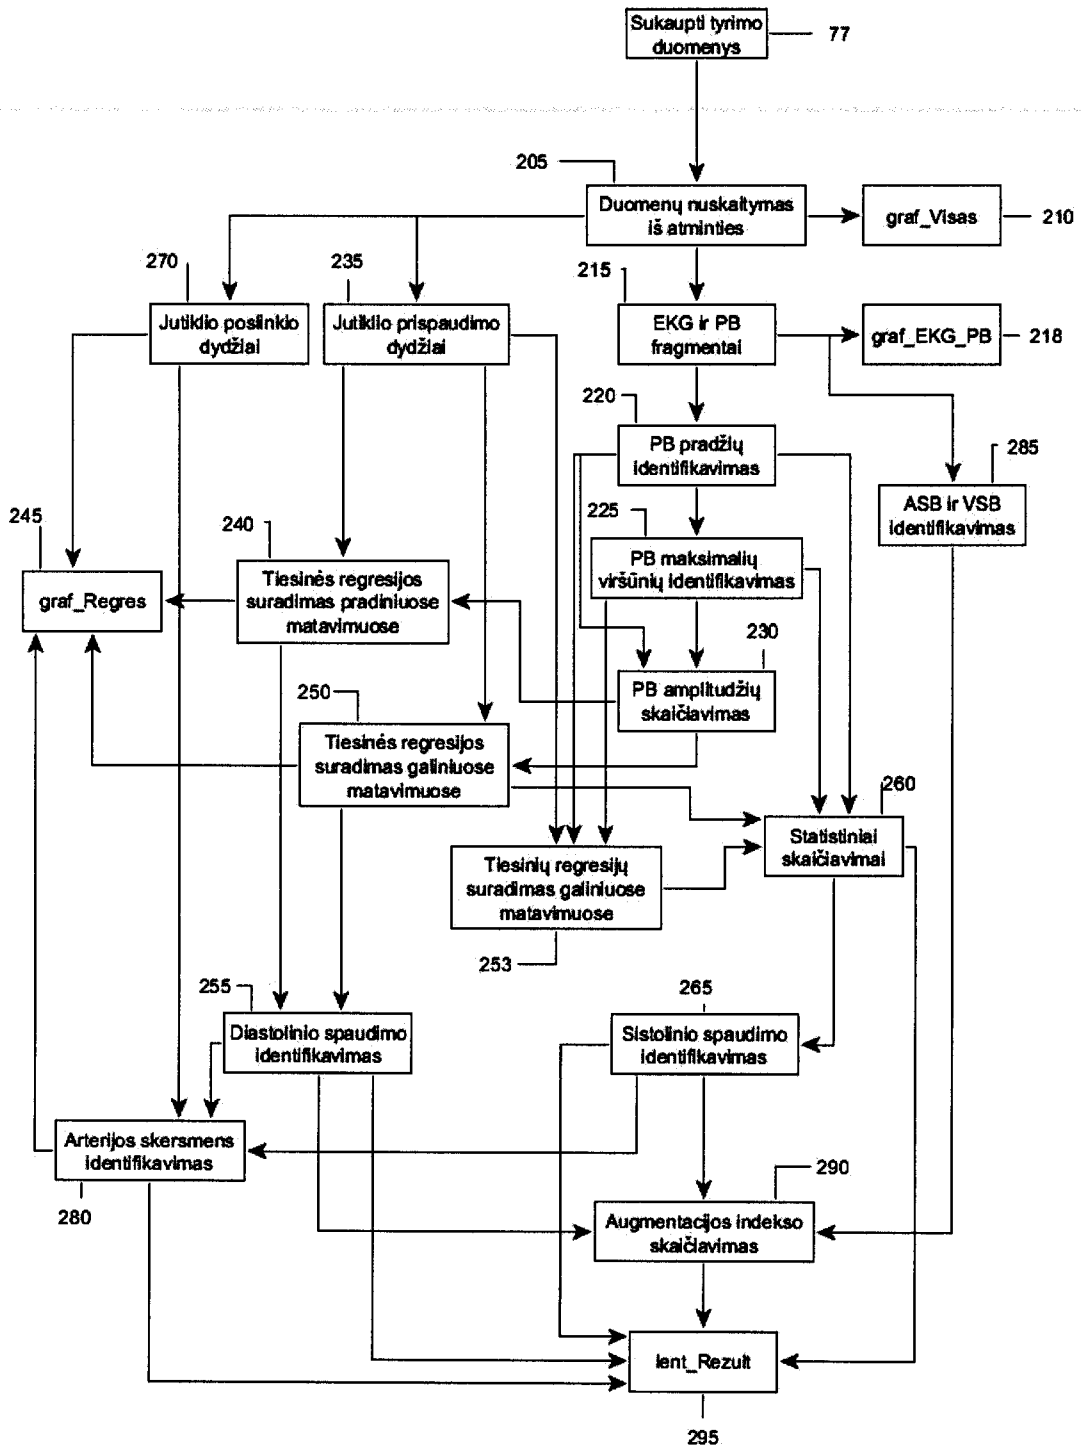 Sukaupti tyrimo
duomenys
77
205
Duomenų nuskaitymas
iš atminties
graf_Visas
210
270
235
215
Jutiklio poslinkio
dydžiai
Jutiklio prispaudimo
dydžiai
EKG ir PB
fragmentai
graf_EKG_PB
218
220
PB pradžių
identifikavimas
285
ASB ir VSB
identifikavimas
245
240
225
graf_Regres
Tiesinės regresijos
suradimas pradiniuose
matavimuose
PB maksimalių
viršūnių identifikavimas
230
PB amplitudžių
skaičiavimas
250
Tiesinės regresijos
suradimas galiniuose
matavimuose
260
Statistiniai
skaičiavimai
Tiesinių regresijų
suradimas galiniuose
matavimuose
253
255
265
Diastolinio spaudimo
identifikavimas
Sistolinio spaudimo
identifikavimas
Arterijos skersmens
identifikavimas
280
290
Augmentacijos indekso
skaičiavimas
lent_Rezult
295